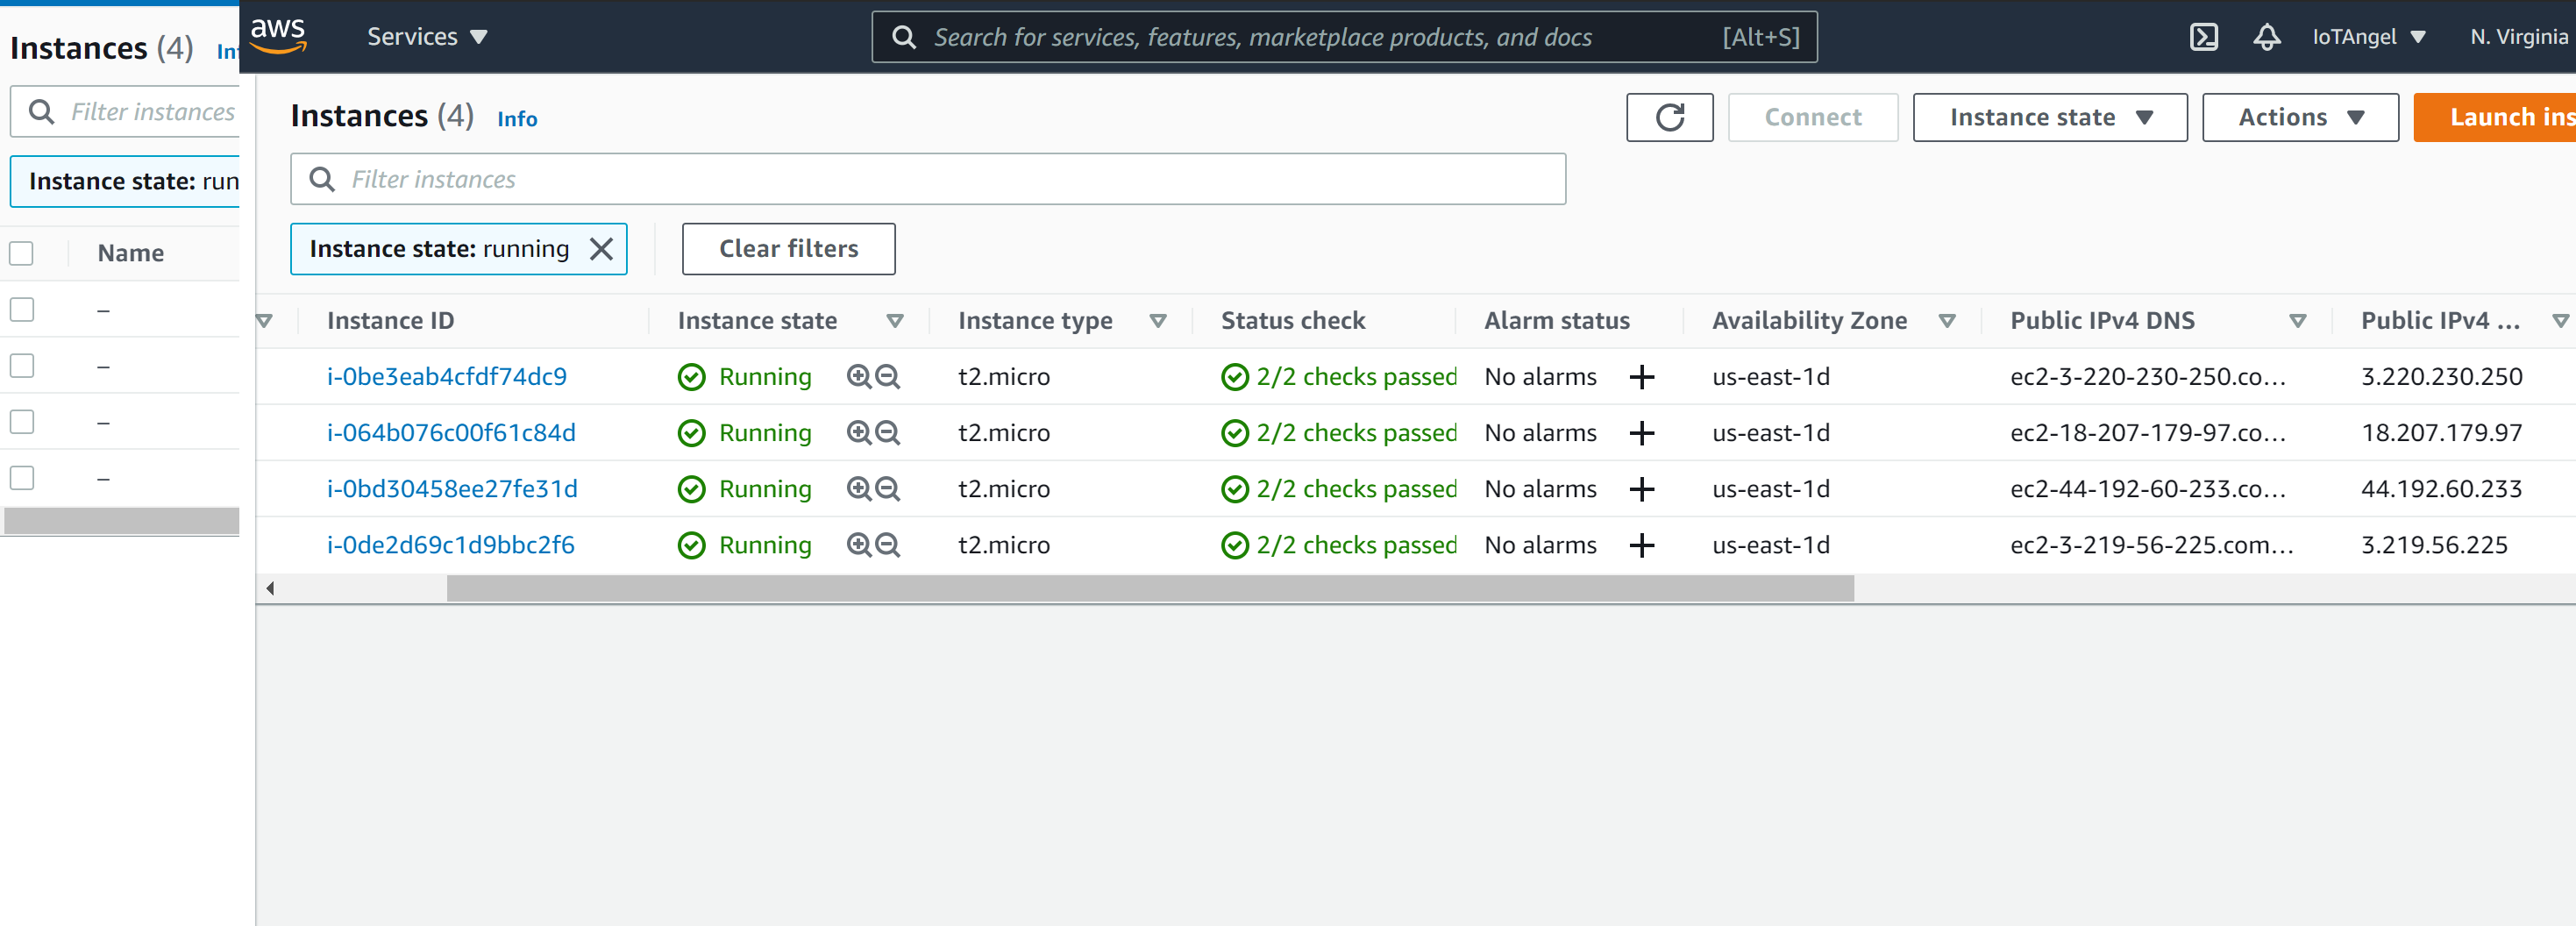 Instances (4) Inf
Filter instances
Instance state: run
Name
–
–
–
–
aws Services Search for services, features, marketplace products, and docs [Alt+S] IoTAngel N. Virginia
Instances (4) Info Connect Instance state Actions Launch ins
Filter instances
Instance state: running Clear filters
Instance ID Instance state Instance type Status check Alarm status Availability Zone Public IPv4 DNS Public IPv4 ...
i-0be3eab4cfdf74dc9 Running t2.micro 2/2 checks passed No alarms us-east-1d ec2-3-220-230-250.co... 3.220.230.250
i-064b076c00f61c84d Running t2.micro 2/2 checks passed No alarms us-east-1d ec2-18-207-179-97.co... 18.207.179.97
i-0bd30458ee27fe31d Running t2.micro 2/2 checks passed No alarms us-east-1d ec2-44-192-60-233.co... 44.192.60.233
i-0de2d69c1d9bbc2f6 Running t2.micro 2/2 checks passed No alarms us-east-1d ec2-3-219-56-225.com... 3.219.56.225